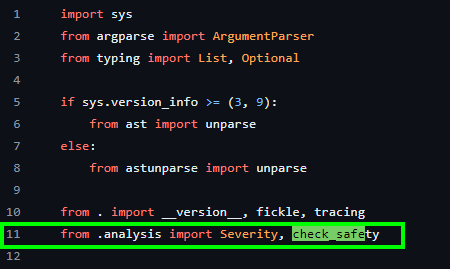 1 import sys
2 from argparse import ArgumentParser
3 from typing import List, Optional
4
5 if sys.version_info >= (3, 9):
6 from ast import unparse
7 else:
8 from astunparse import unparse
9
10 from . import __version__, fickle, tracing
11 from .analysis import Severity, check_safety
12